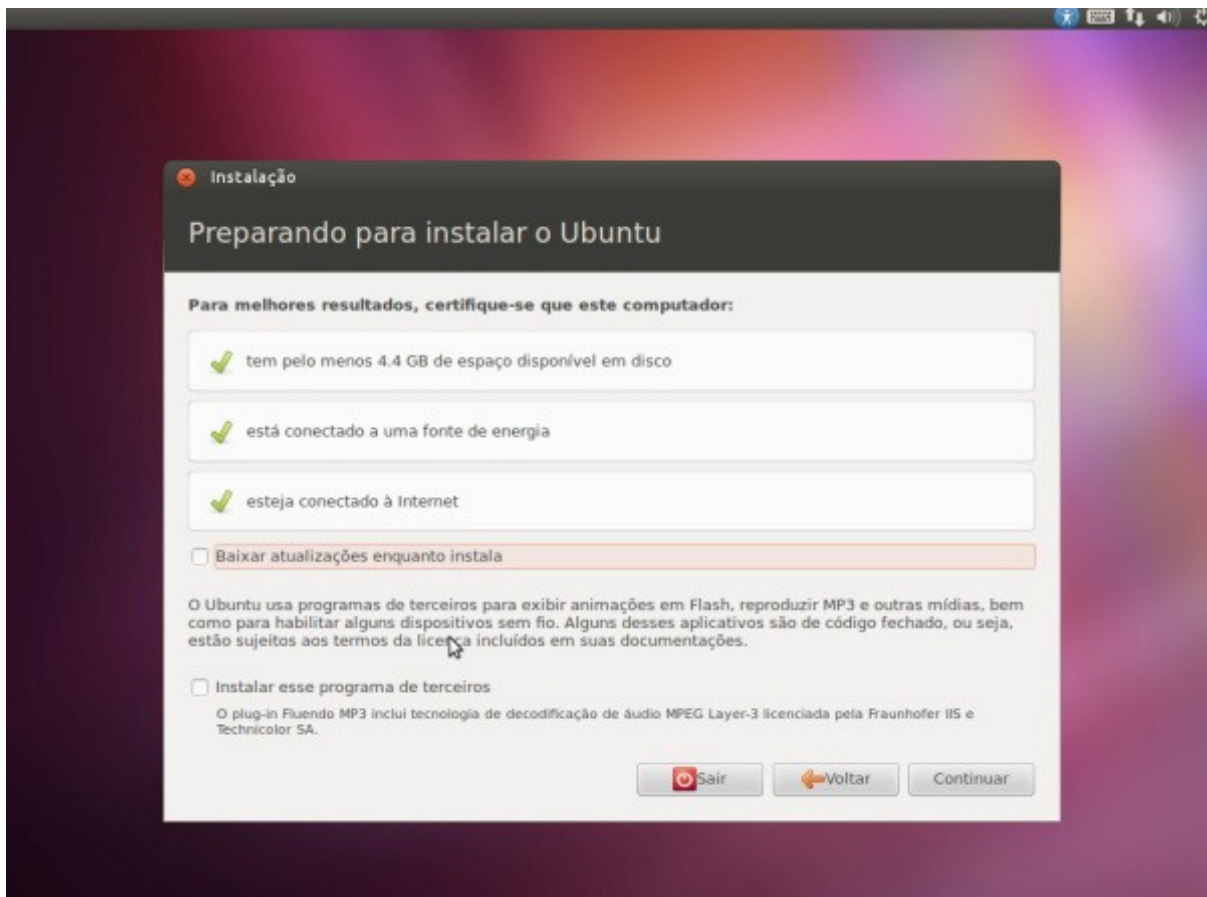 Instalação
Preparando para instalar o Ubuntu
Para melhores resultados, certifique-se que este computador:
tem pelo menos 4.4 GB de espaço disponível em disco
está conectado a uma fonte de energia
esteja conectado à Internet
Baixar atualizações enquanto instala
O Ubuntu usa programas de terceiros para exibir animações em Flash, reproduzir MP3 e outras mídias, bem
como para habilitar alguns dispositivos sem fio. Alguns desses aplicativos são de código fechado, ou seja,
estão sujeitos aos termos da licença incluídos em suas documentações.
Instalar esse programa de terceiros
O plug-in Fluendo MP3 inclui tecnologia de decodificação de áudio MPEG Layer-3 licenciada pela Fraunhofer IIS e
Technicolor SA.
Sair Voltar Continuar